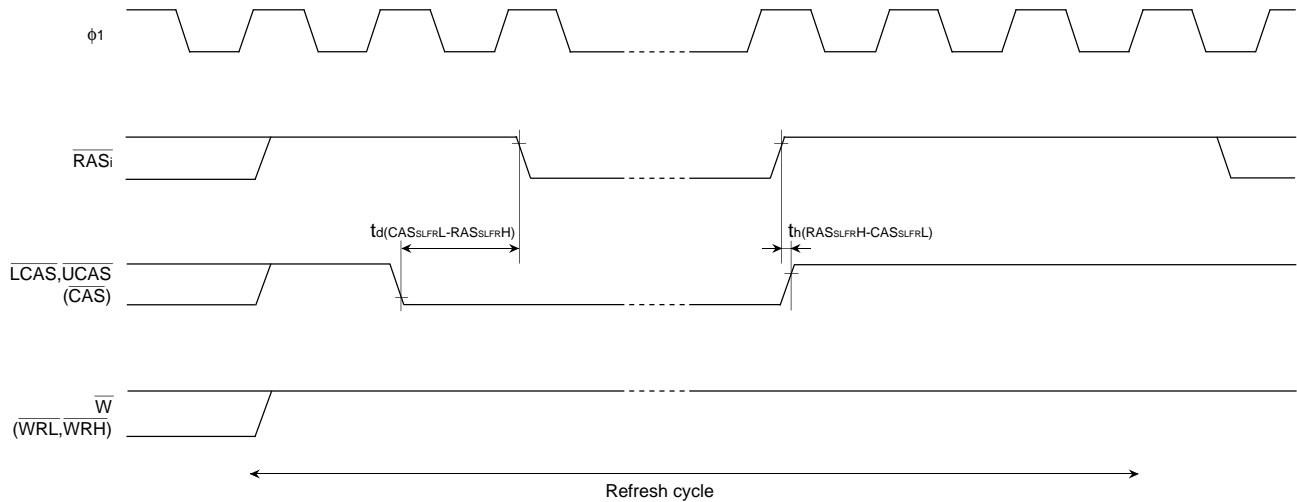 ϕ1
RASi
td(CASSLFRL-RASSLFRH)
th(RASSLFRH-CASSLFRL)
LCAS,UCAS
(CAS)
W
(WRL,WRH)
Refresh cycle